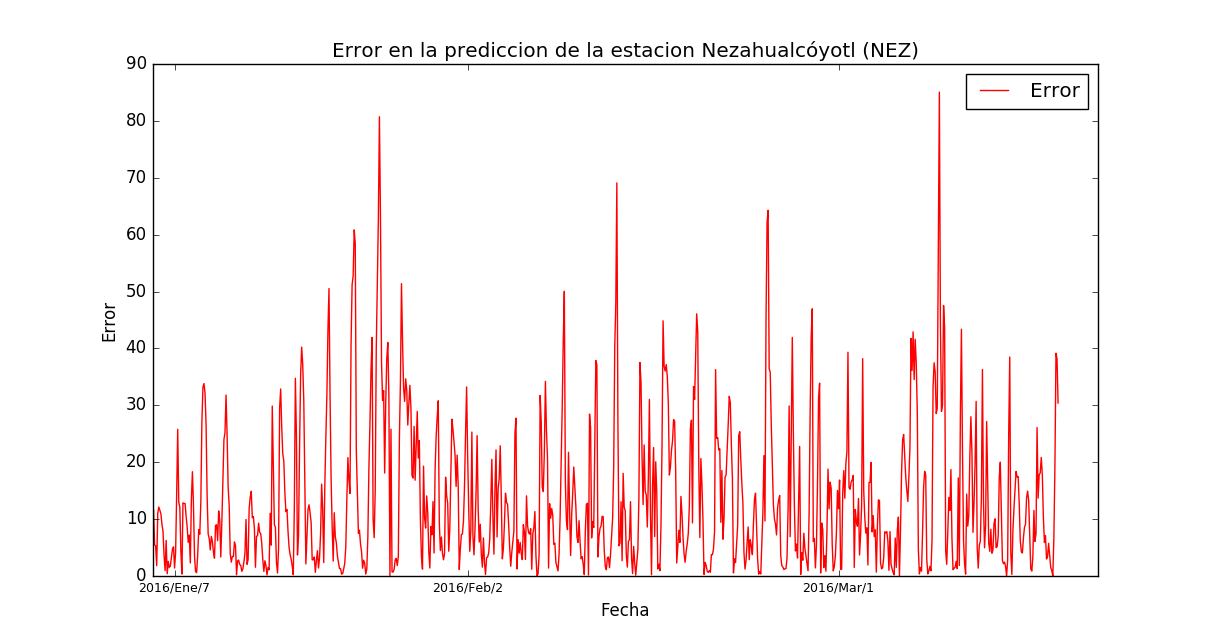 Error en la prediccion de la estacion Nezahualcóyotl (NEZ)
Error
90
80
70
60
50
40
30
20
10
0
Error
2016/Ene/7
2016/Feb/2
2016/Mar/1
Fecha